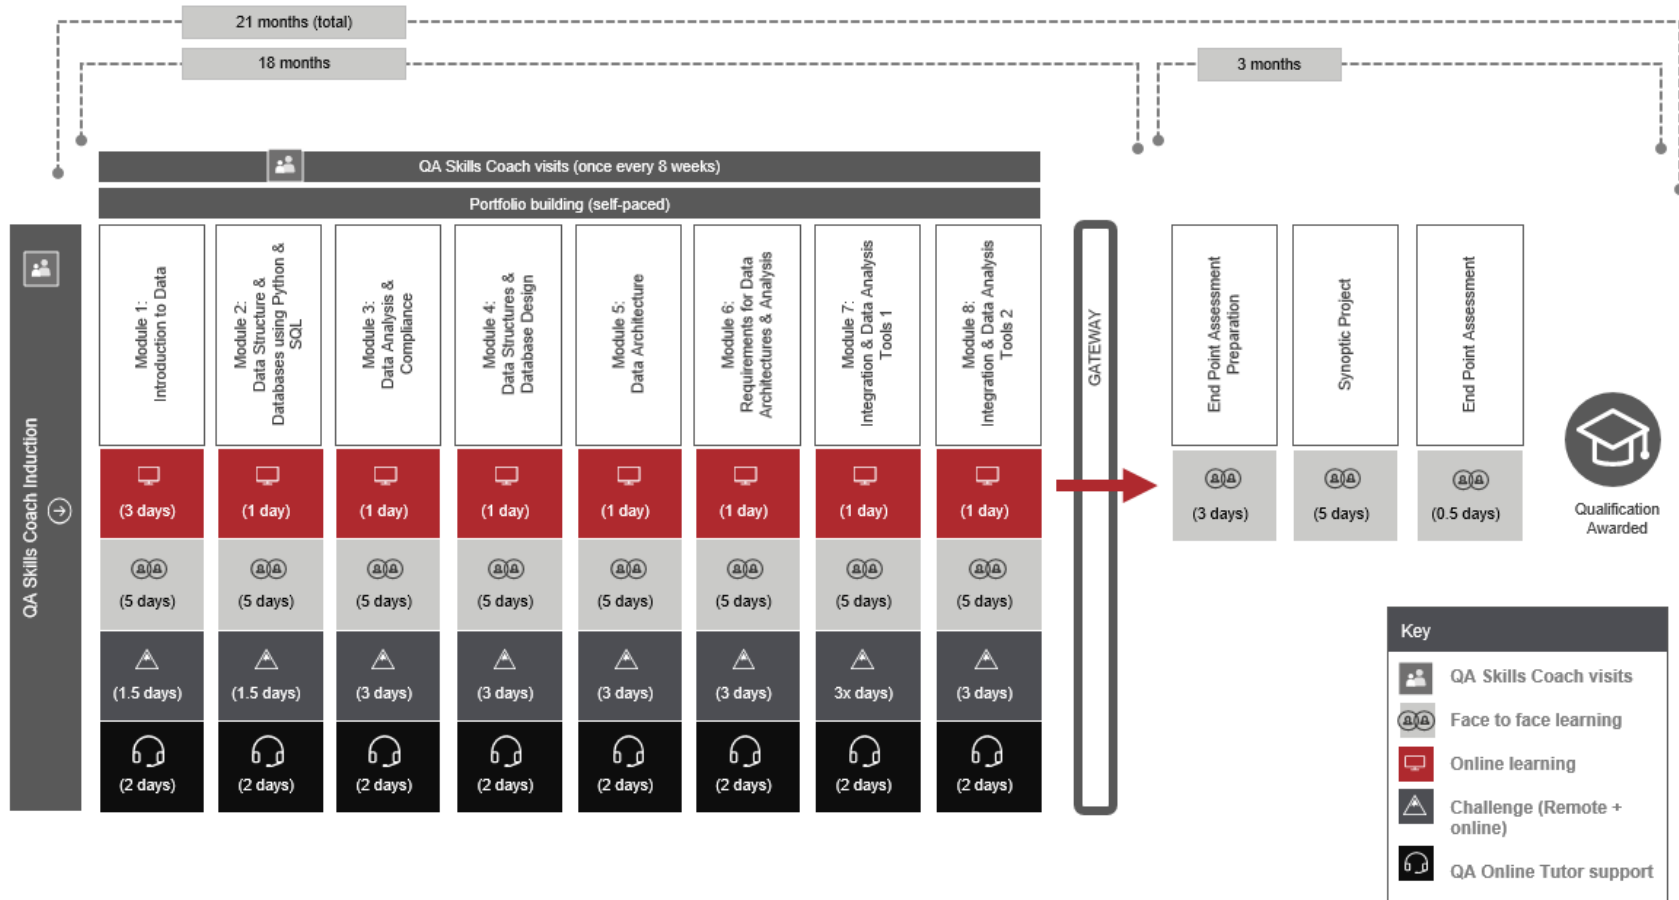 21 months (total)
18 months
3 months
QA Skills Coach visits (once every 8 weeks)
Portfolio building (self-paced)
QA Skills Coach Induction
Module 1:
Introduction to Data
Module 2:
Data Structure &
Databases using Python &
SQL
Module 3:
Data Analysis &
Compliance
Module 4:
Data Structures &
Database Design
Module 5:
Data Architecture
Module 6:
Requirements for Data
Architectures & Analysis
Module 7:
Integration & Data Analysis
Tools 1
Module 8:
Integration & Data Analysis
Tools 2
GATEWAY
End Point Assessment
Preparation
Synoptic Project
End Point Assessment
(3 days)
(1 day)
(1 day)
(1 day)
(1 day)
(1 day)
(1 day)
(1 day)
(3 days)
(5 days)
(0.5 days)
Qualification
Awarded
(5 days)
(5 days)
(5 days)
(5 days)
(5 days)
(5 days)
(5 days)
(5 days)
(1.5 days)
(1.5 days)
(3 days)
(3 days)
(3 days)
(3 days)
3x days)
(3 days)
(2 days)
(2 days)
(2 days)
(2 days)
(2 days)
(2 days)
(2 days)
(2 days)
Key
QA Skills Coach visits
Face to face learning
Online learning
Challenge (Remote +
online)
QA Online Tutor support